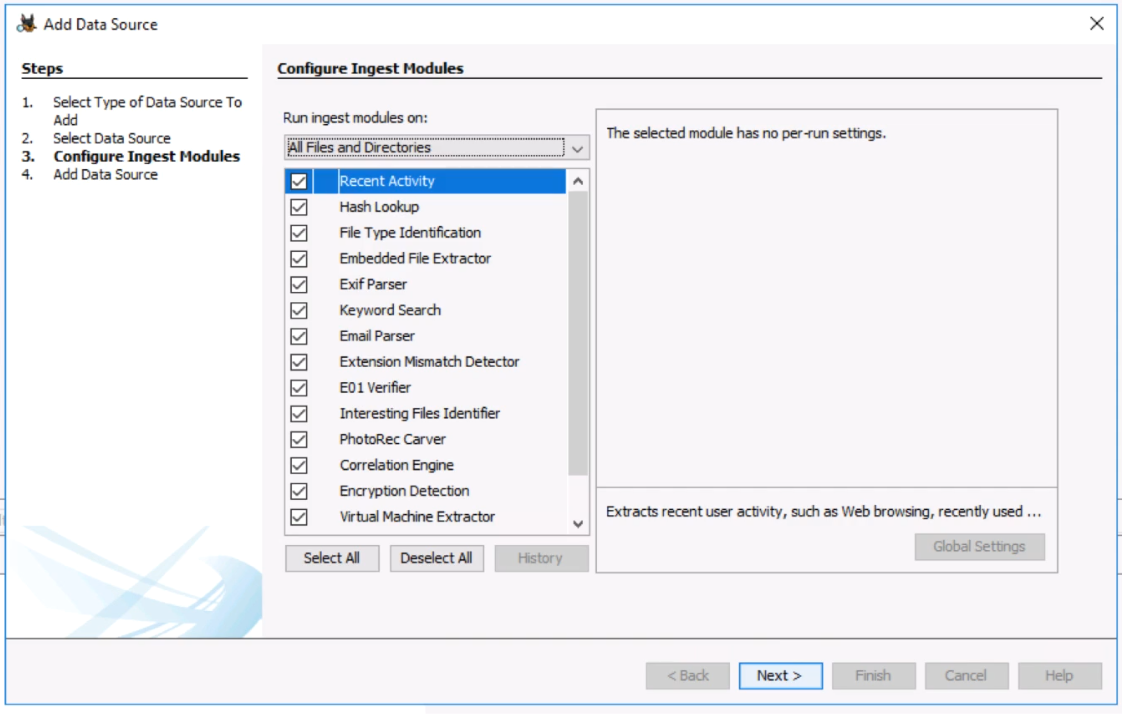 Add Data Source
Steps
1. Select Type of Data Source To
Add
2. Select Data Source
3. Configure Ingest Modules
4. Add Data Source
Configure Ingest Modules
Run ingest modules on:
All Files and Directories
Recent Activity
Hash Lookup
File Type Identification
Embedded File Extractor
Exif Parser
Keyword Search
Email Parser
Extension Mismatch Detector
E01 Verifier
Interesting Files Identifier
PhotoRec Carver
Correlation Engine
Encryption Detection
Virtual Machine Extractor
Select All Deselect All History
The selected module has no per-run settings.
Extracts recent user activity, such as Web browsing, recently used ...
Global Settings
< Back Next > Finish Cancel Help